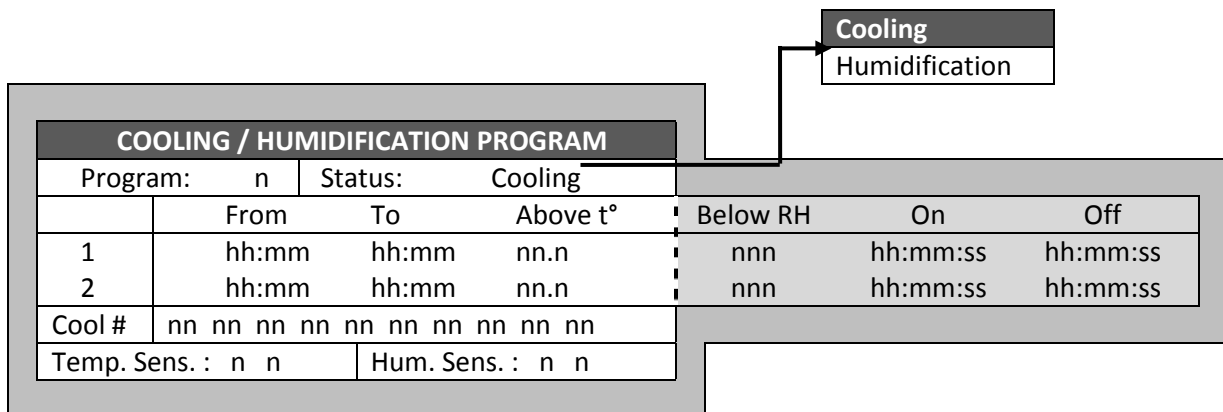 Cooling
Humidification
COOLING / HUMIDIFICATION PROGRAM
Program: n Status: Cooling
From To Above t° Below RH On Off
1 hh:mm hh:mm nn.n nnn hh:mm:ss hh:mm:ss
2 hh:mm hh:mm nn.n nnn hh:mm:ss hh:mm:ss
Cool # nn nn nn nn nn nn nn nn nn nn
Temp. Sens. : n n Hum. Sens. : n n